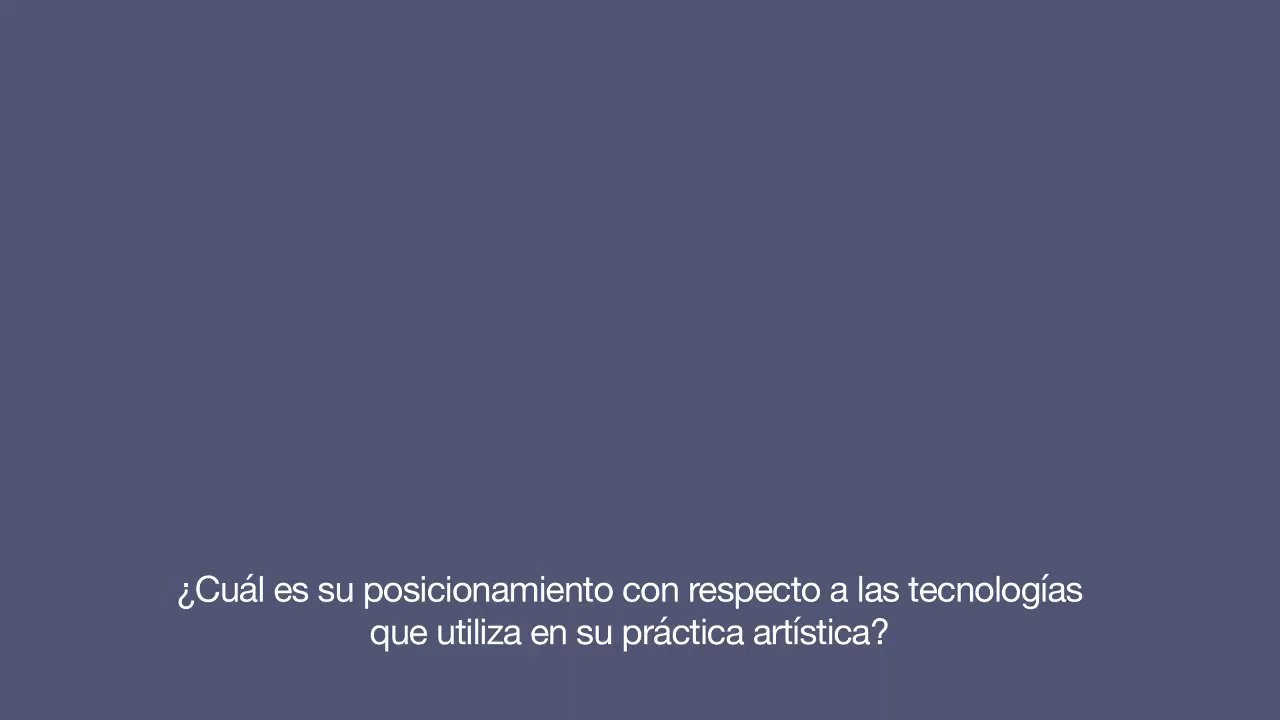 ¿Cuál es su posicionamiento con respecto a las tecnologías
que utiliza en su práctica artística?